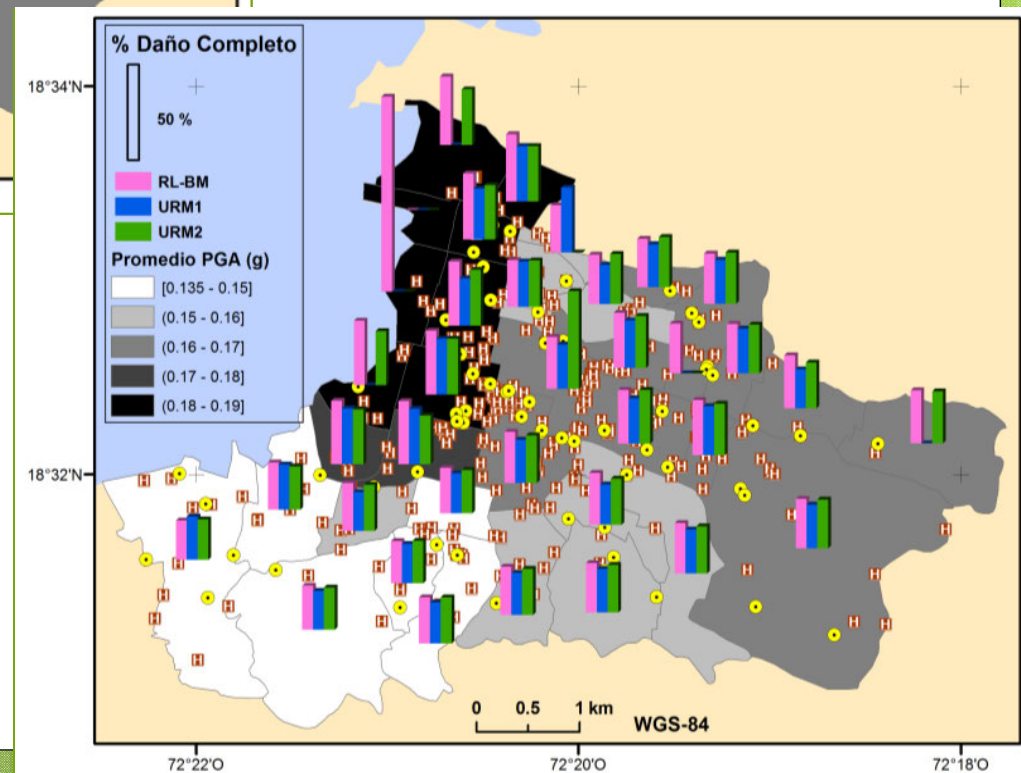 % Daño Completo
50 %
RL-BM
URM1
URM2
Promedio PGA (g)
[0.135 - 0.15]
(0.15 - 0.16]
(0.16 - 0.17]
(0.17 - 0.18]
(0.18 - 0.19]
18°34'N
18°32'N
0 0.5 1 km
WGS-84
72°22'O 72°20'O 72°18'O